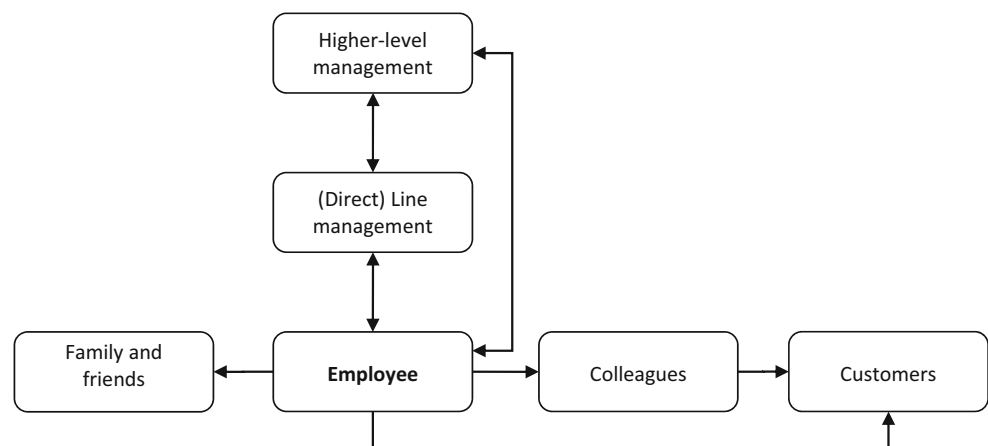 Higher-level
management
(Direct) Line
management
Family and
friends
Employee
Colleagues
Customers